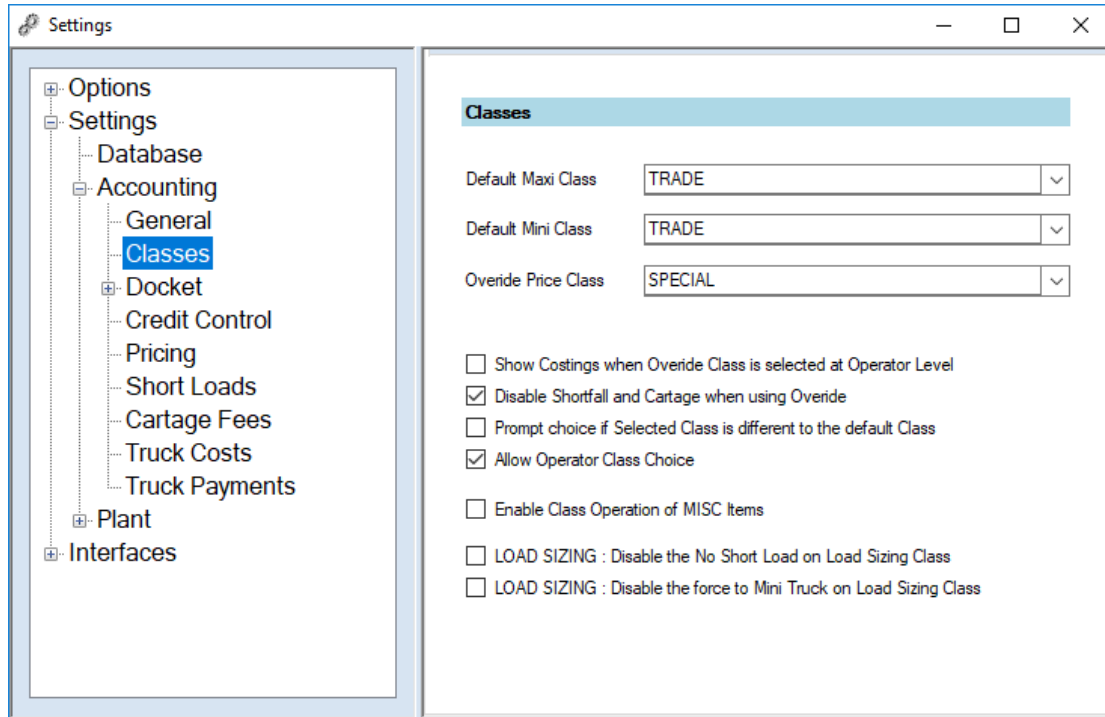 Settings
Options
Settings
Database
Accounting
General
Classes
Docket
Credit Control
Pricing
Short Loads
Cartage Fees
Truck Costs
Truck Payments
Plant
Interfaces
Classes
Default Maxi Class TRADE
Default Mini Class TRADE
Overide Price Class SPECIAL
Show Costings when Overide Class is selected at Operator Level
Disable Shortfall and Cartage when using Overide
Prompt choice if Selected Class is different to the default Class
Allow Operator Class Choice
Enable Class Operation of MISC Items
LOAD SIZING : Disable the No Short Load on Load Sizing Class
LOAD SIZING : Disable the force to Mini Truck on Load Sizing Class